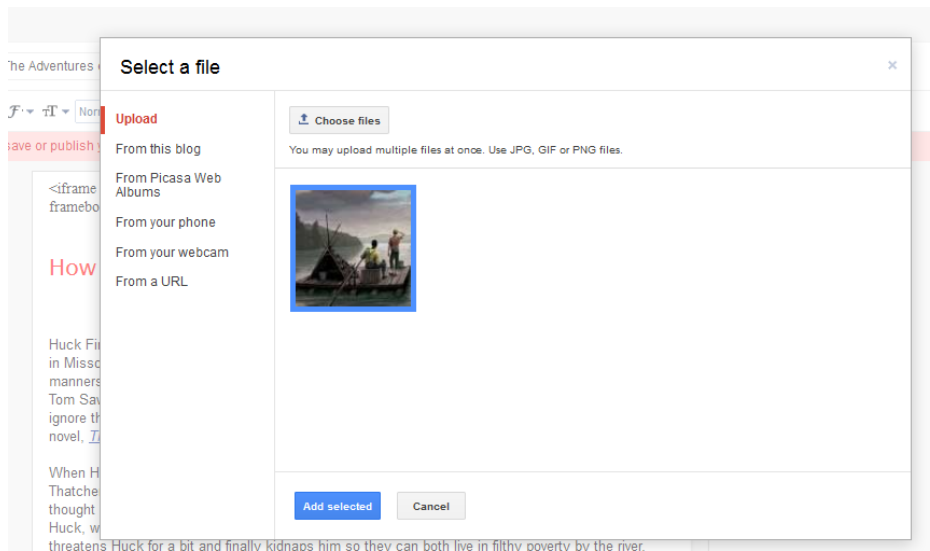 The Adventures
Select a file
×
Upload
From this blog
From Picasa Web
Albums
From your phone
From your webcam
From a URL
Choose files
You may upload multiple files at once. Use JPG, GIF or PNG files.
Add selected
Cancel
save or publish
<iframe
framebo
How
Huck Fi
in Misso
manners
Tom Sav
ignore th
novel,
When H
Thatche
thought
Huck, w
threatens Huck for a bit and finally kidnaps him so they can both live in filthy poverty by the river.